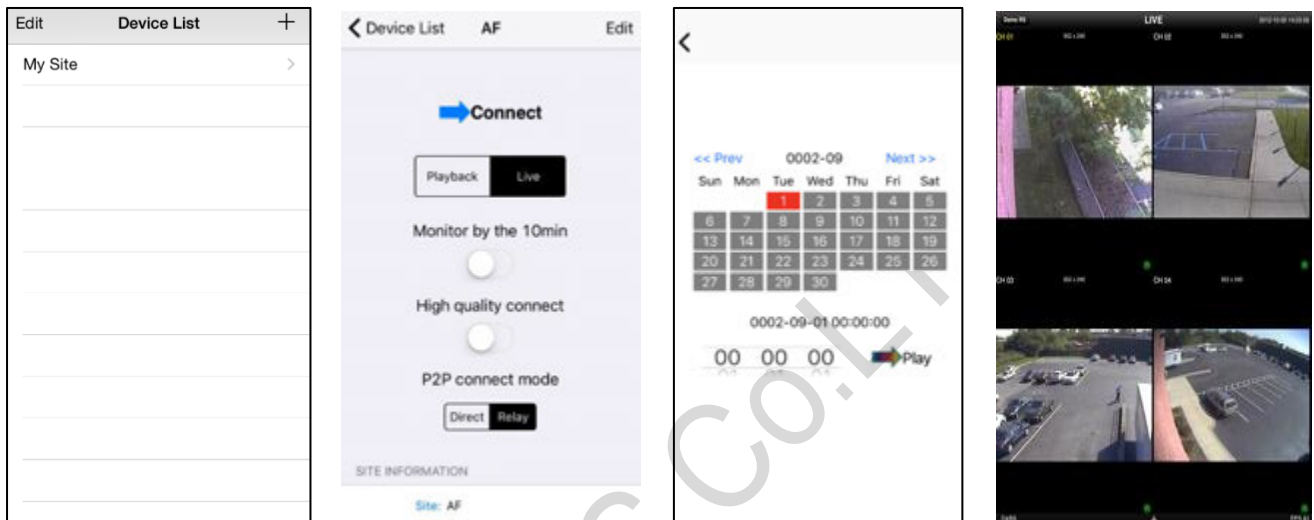 Edit Device List +
My Site >
< Device List AF Edit
Connect
Playback Live
Monitor by the 10min
High quality connect
P2P connect mode
Direct Relay
SITE INFORMATION
Site: AF
<
<< Prev 0002-09 Next >>
Sun Mon Tue Wed Thu Fri Sat
1 2 3 4 5
6 7 8 9 10 11 12
13 14 15 16 17 18 19
20 21 22 23 24 25 26
27 28 29 30
0002-09-01 00:00:00
00 00 00 Play
LIVE
CH 01 CH 02
CH 03 CH 04
Co.LT